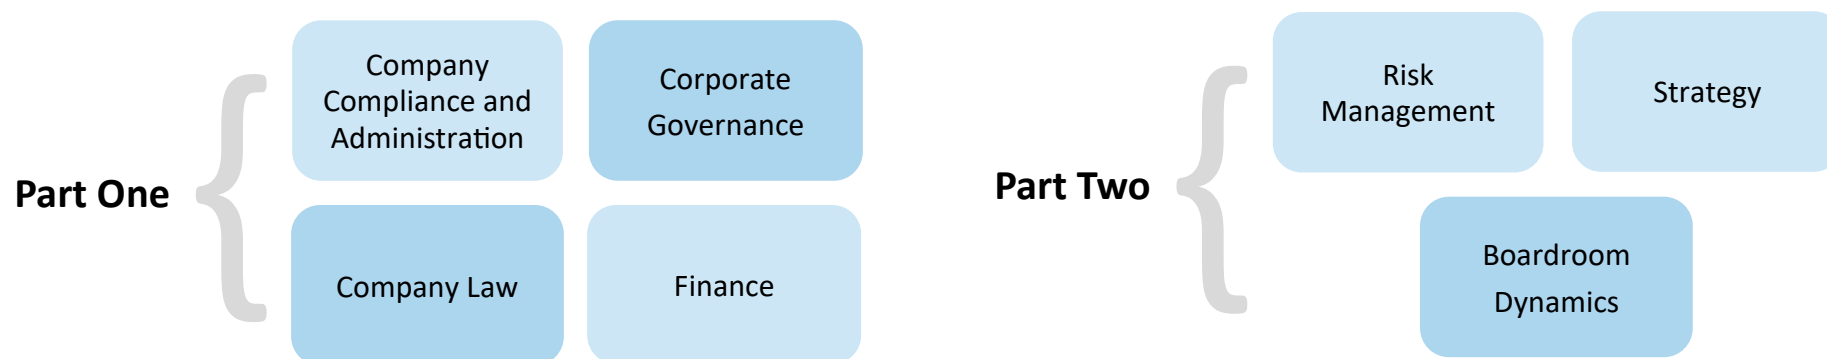 Part One
Company
Compliance and
Administration
Corporate
Governance
Company Law
Finance
Part Two
Risk
Management
Strategy
Boardroom
Dynamics